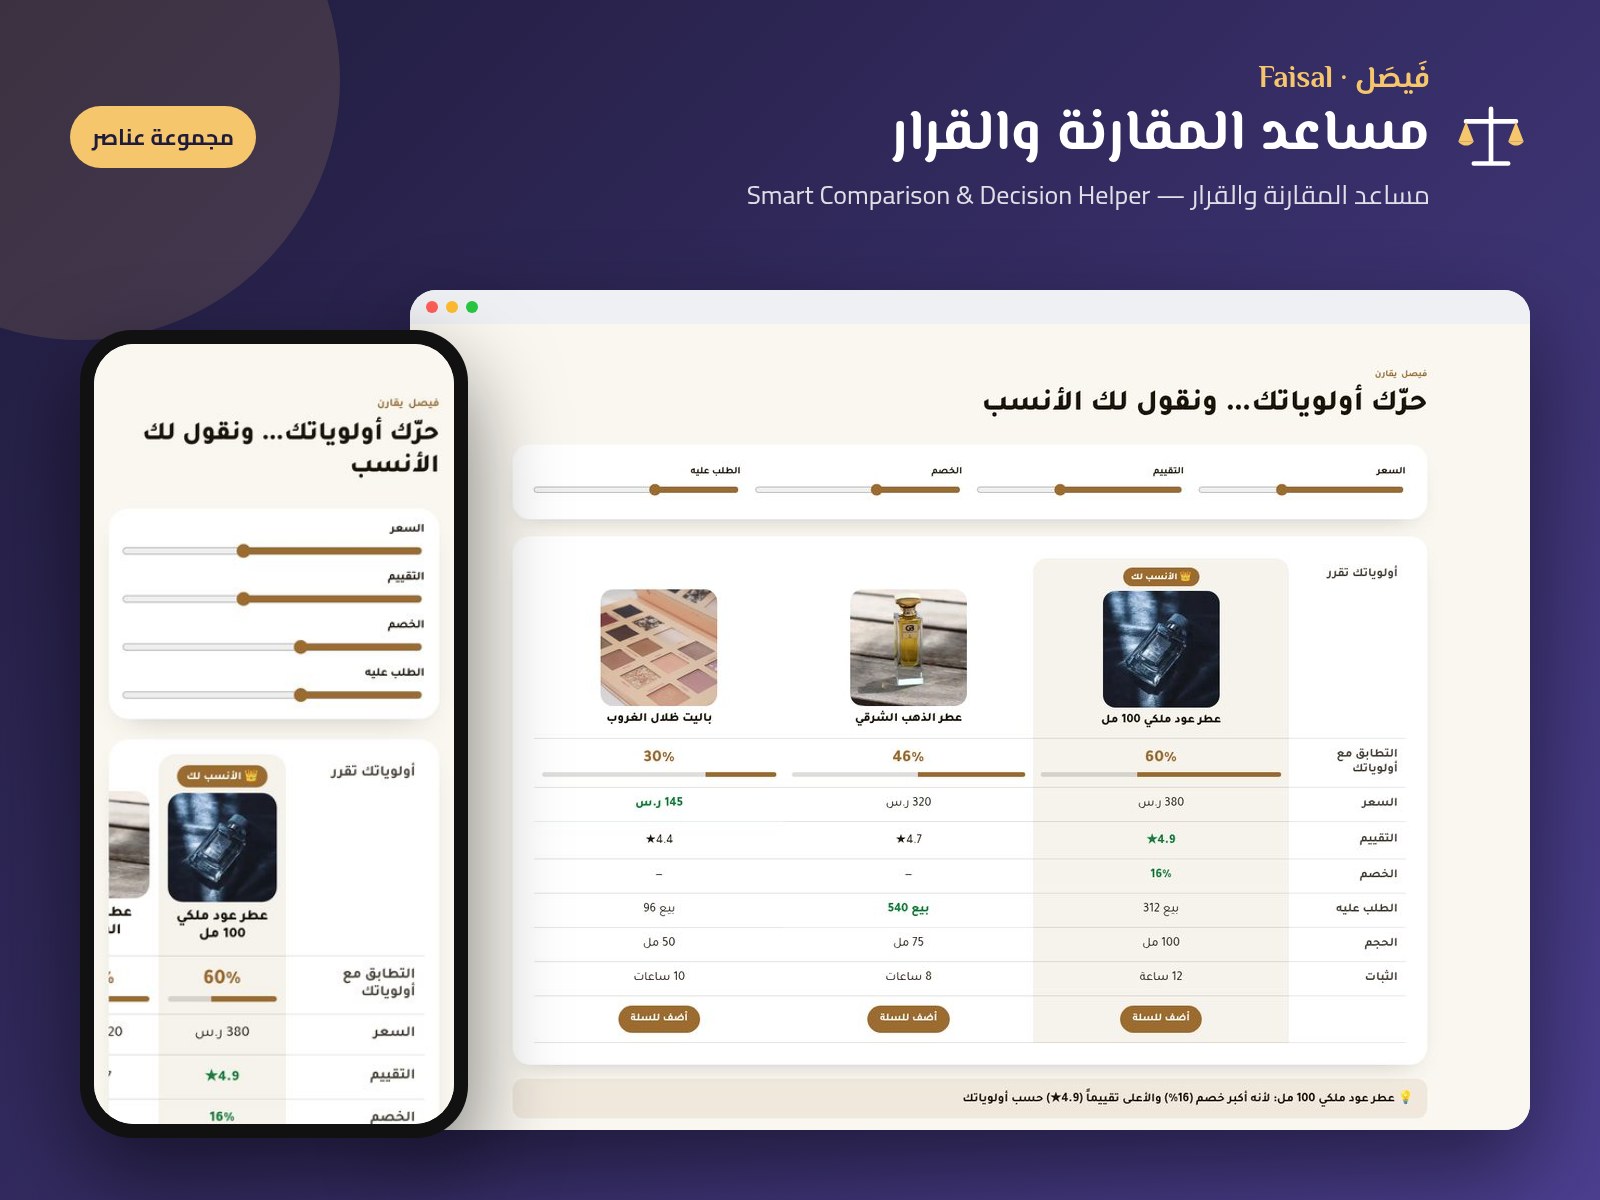 فَيصَل · Faisal
مساعد المقارنة والقرار
مساعد المقارنة والقرار — Smart Comparison & Decision Helper
مجموعة عناصر
فيصل يقارن
حرّك أولوياتك... ونقول لك الأنسب
السعر
التقييم
الخصم
الطلب عليه
أولوياتك تقرر
👑 الأنسب لك
عطر عود ملكي 100 مل
عطر الذهب الشرقي
باليت ظلال الغروب
التطابق مع أولوياتك
60%
46%
30%
السعر
380 ر.س
320 ر.س
145 ر.س
التقييم
4.9★
4.7★
4.4★
الخصم
16%
–
–
الطلب عليه
312 بيع
540 بيع
96 بيع
الحجم
100 مل
75 مل
50 مل
الثبات
12 ساعة
8 ساعات
10 ساعات
أضف للسلة
أضف للسلة
أضف للسلة
💡 عطر عود ملكي 100 مل: لأنه أكبر خصم (16%) والأعلى تقييماً (4.9★) حسب أولوياتك
فيصل يقارن
حرّك أولوياتك... ونقول لك
الأنسب
السعر
التقييم
الخصم
الطلب عليه
أولوياتك تقرر
👑 الأنسب لك
عطر عود ملكي
100 مل
التطابق مع
أولوياتك
60%
السعر
380 ر.س
التقييم
4.9★
الخصم
16%